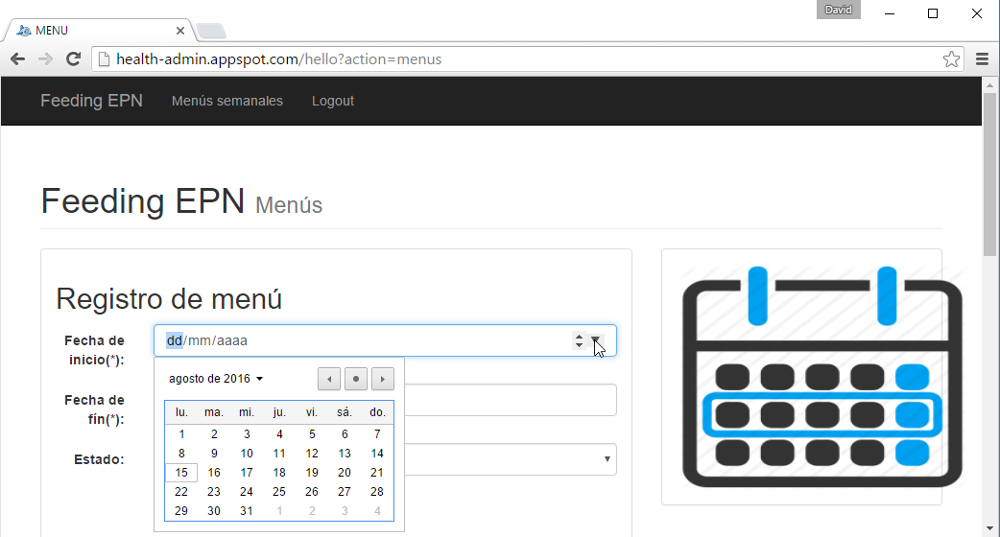 David
MENU
health-admin.appspot.com/hello?action=menus
Feeding EPN Menús semanales Logout
Feeding EPN Menús
Registro de menú
Fecha de inicio(*):
dd/mm/aaaa
agosto de 2016
Fecha de fín(*):
lu. ma. mi. ju. vi. sá. do.
1 2 3 4 5 6 7
8 9 10 11 12 13 14
Estado:
15 16 17 18 19 20 21
22 23 24 25 26 27 28
29 30 31 1 2 3 4